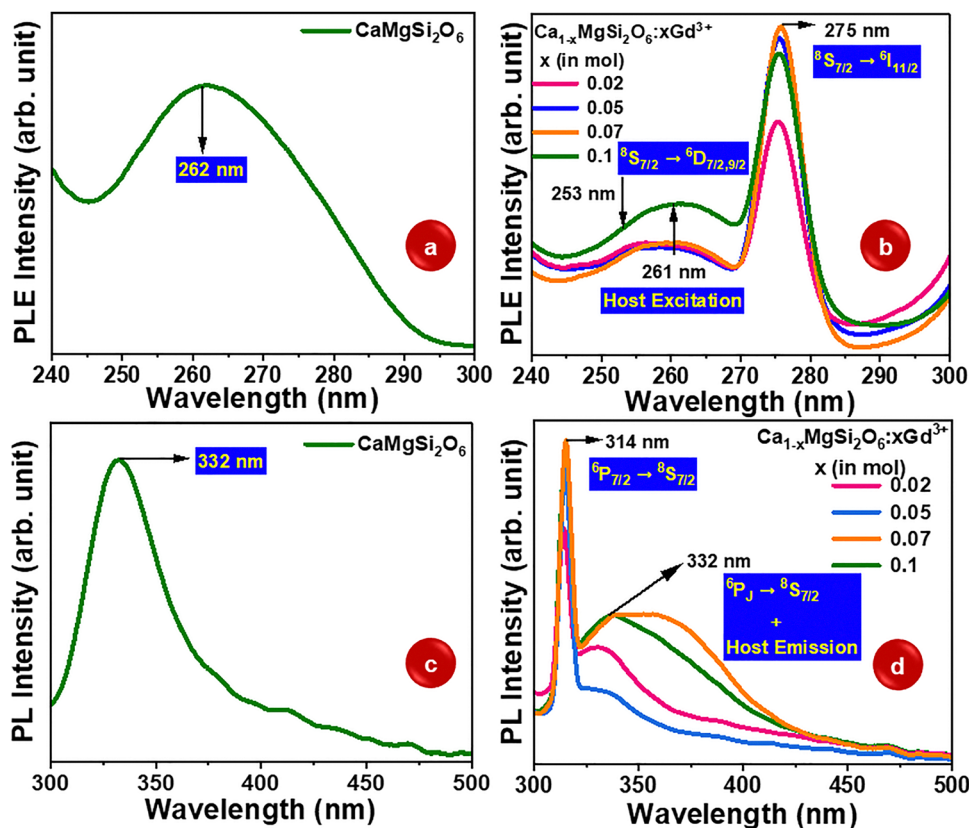 CaMgSi₂O₆
262 nm
a
PLE Intensity (arb. unit)
240 250 260 270 280 290 300
Wavelength (nm)
Ca₁₋ₓMgSi₂O₆:xGd³⁺
x (in mol)
0.02
0.05
0.07
0.1
275 nm
⁸S₇/₂ → ⁶I₁₁/₂
⁸S₇/₂ → ⁶D₇/₂,₉/₂
253 nm
261 nm
Host Excitation
b
PLE Intensity (arb. unit)
240 250 260 270 280 290 300
Wavelength (nm)
CaMgSi₂O₆
332 nm
c
PL Intensity (arb. unit)
300 350 400 450 500
Wavelength (nm)
Ca₁₋ₓMgSi₂O₆:xGd³⁺
x (in mol)
0.02
0.05
0.07
0.1
314 nm
⁶P₇/₂ → ⁸S₇/₂
332 nm
⁶P_J → ⁸S₇/₂
+
Host Emission
d
PL Intensity (arb. unit)
300 350 400 450 500
Wavelength (nm)